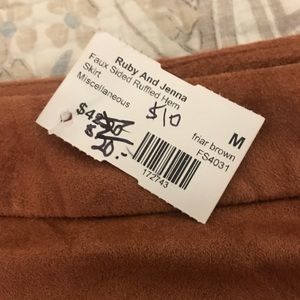 Ruby And Jenna
Faux Sided Ruffled Hem
Skirt
Miscellaneous
$10
$ 20.-
M
friar brown
FS4031
172743